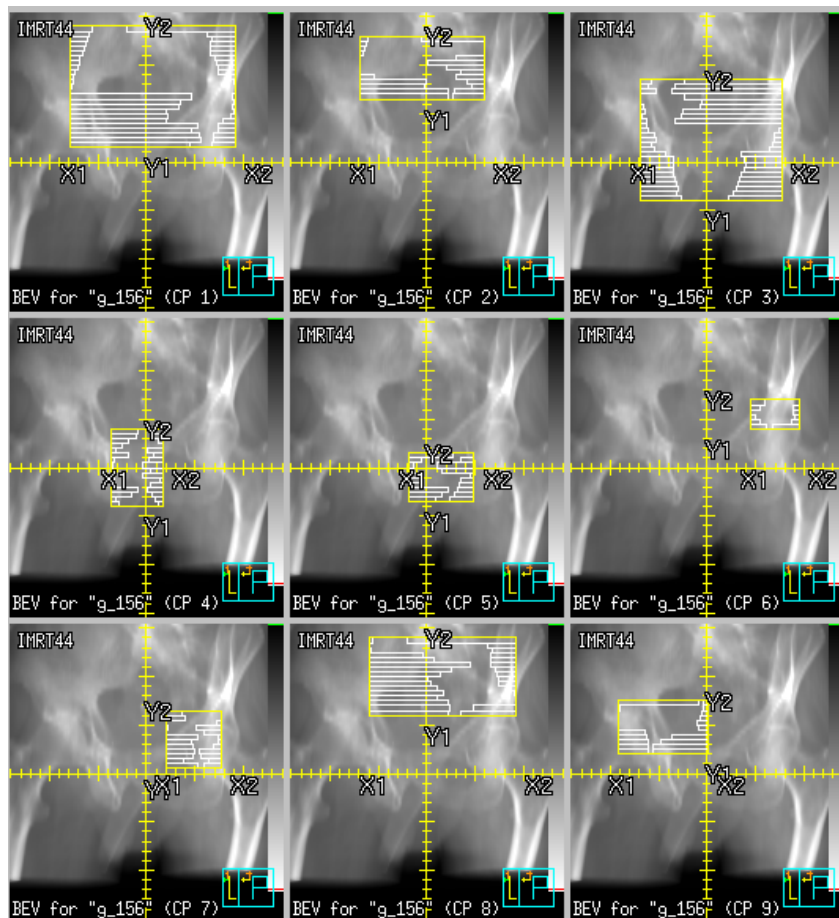 IMRT44
Y2
Y1
X1 X2
L F
BEV for "g_156" (CP 1)
IMRT44
Y2
Y1
X1 X2
L F
BEV for "g_156" (CP 2)
IMRT44
Y2
X1 X2
Y1
L F
BEV for "g_156" (CP 3)
IMRT44
Y2
X1 X2
Y1
L F
BEV for "g_156" (CP 4)
IMRT44
Y2
X1 X2
Y1
L F
BEV for "g_156" (CP 5)
IMRT44
Y2
Y1
X1 X2
L F
BEV for "g_156" (CP 6)
IMRT44
Y2
X1 X2
L F
BEV for "g_156" (CP 7)
IMRT44
Y2
Y1
X1 X2
L F
BEV for "g_156" (CP 8)
IMRT44
Y2
Y1
X1 X2
L F
BEV for "g_156" (CP 9)